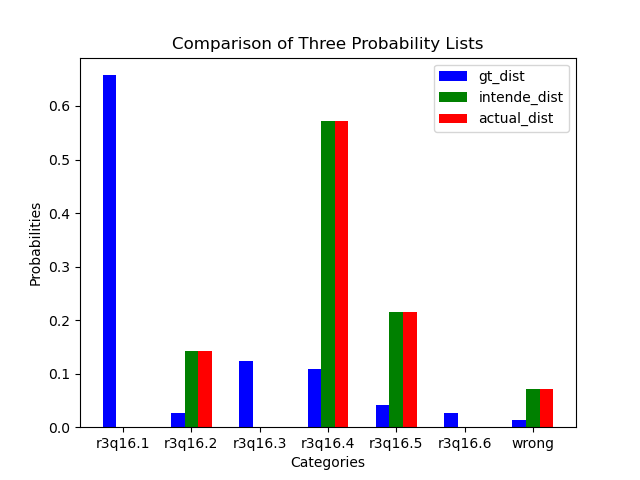 Comparison of Three Probability Lists
gt_dist
intende_dist
actual_dist
Probabilities
0.6
0.5
0.4
0.3
0.2
0.1
0.0
r3q16.1 r3q16.2 r3q16.3 r3q16.4 r3q16.5 r3q16.6 wrong
Categories